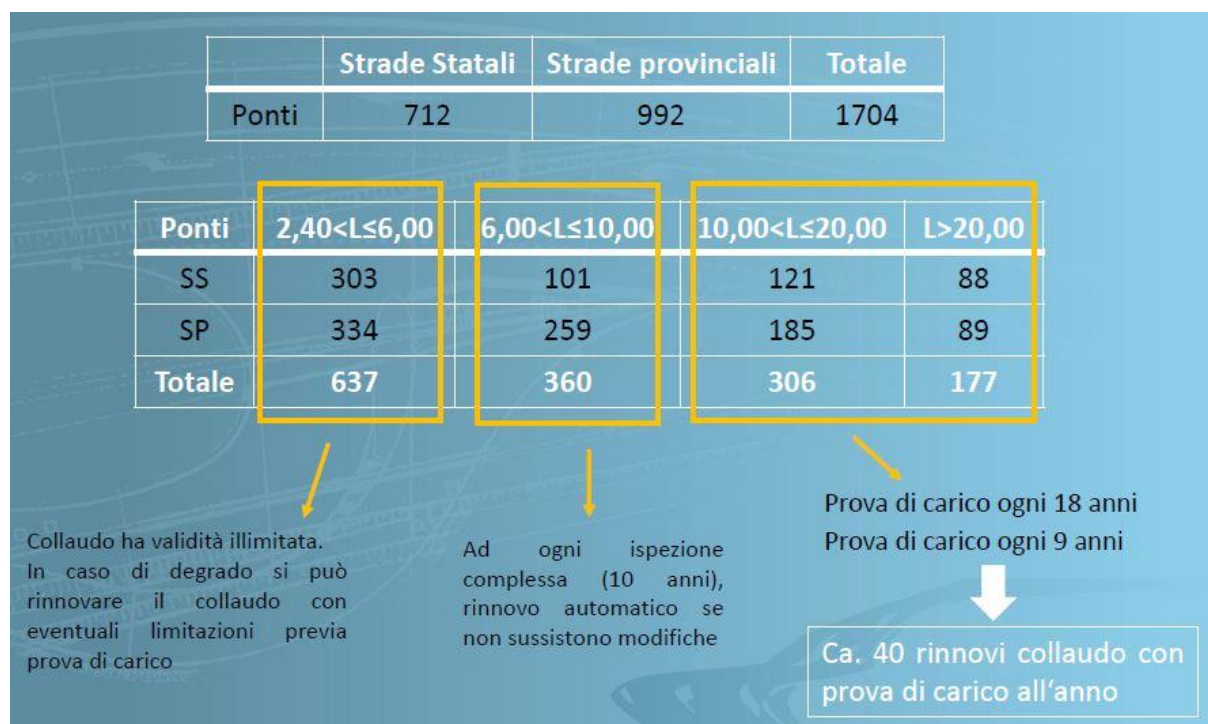 Strade Statali Strade provinciali Totale
Ponti 712 992 1704
Ponti 2,40<L≤6,00 6,00<L≤10,00 10,00<L≤20,00 L>20,00
SS 303 101 121 88
SP 334 259 185 89
Totale 637 360 306 177
Collaudo ha validità illimitata.
In caso di degrado si può
rinnovare il collaudo con
eventuali limitazioni previa
prova di carico
Ad ogni ispezione
complessa (10 anni),
rinnovo automatico se
non sussistono modifiche
Prova di carico ogni 18 anni
Prova di carico ogni 9 anni
Ca. 40 rinnovi collaudo con
prova di carico all'anno